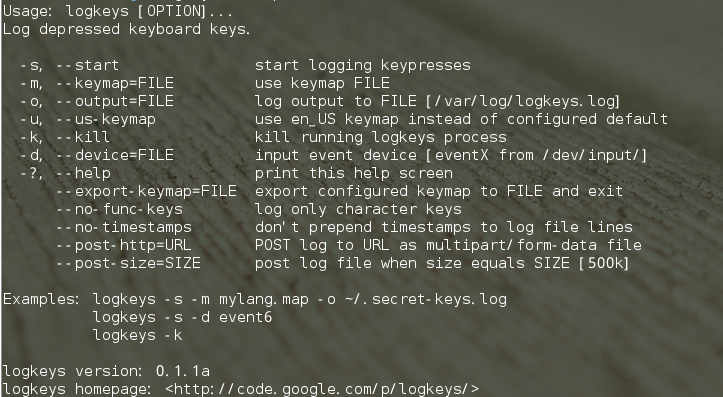 Usage: logkeys [OPTION]...
Log depressed keyboard keys.
-s, --start start logging keypresses
-m, --keymap=FILE use keymap FILE
-o, --output=FILE log output to FILE [/var/log/logkeys.log]
-u, --us-keymap use en_US keymap instead of configured default
-k, --kill kill running logkeys process
-d, --device=FILE input event device [eventX from /dev/input/]
-?, --help print this help screen
--export-keymap=FILE export configured keymap to FILE and exit
--no-func-keys log only character keys
--no-timestamps don't prepend timestamps to log file lines
--post-http=URL POST log to URL as multipart/form-data file
--post-size=SIZE post log file when size equals SIZE [500k]
Examples: logkeys -s -m mylang.map -o ~/.secret-keys.log
logkeys -s -d event6
logkeys -k
logkeys version: 0.1.1a
logkeys homepage: <http://code.google.com/p/logkeys/>